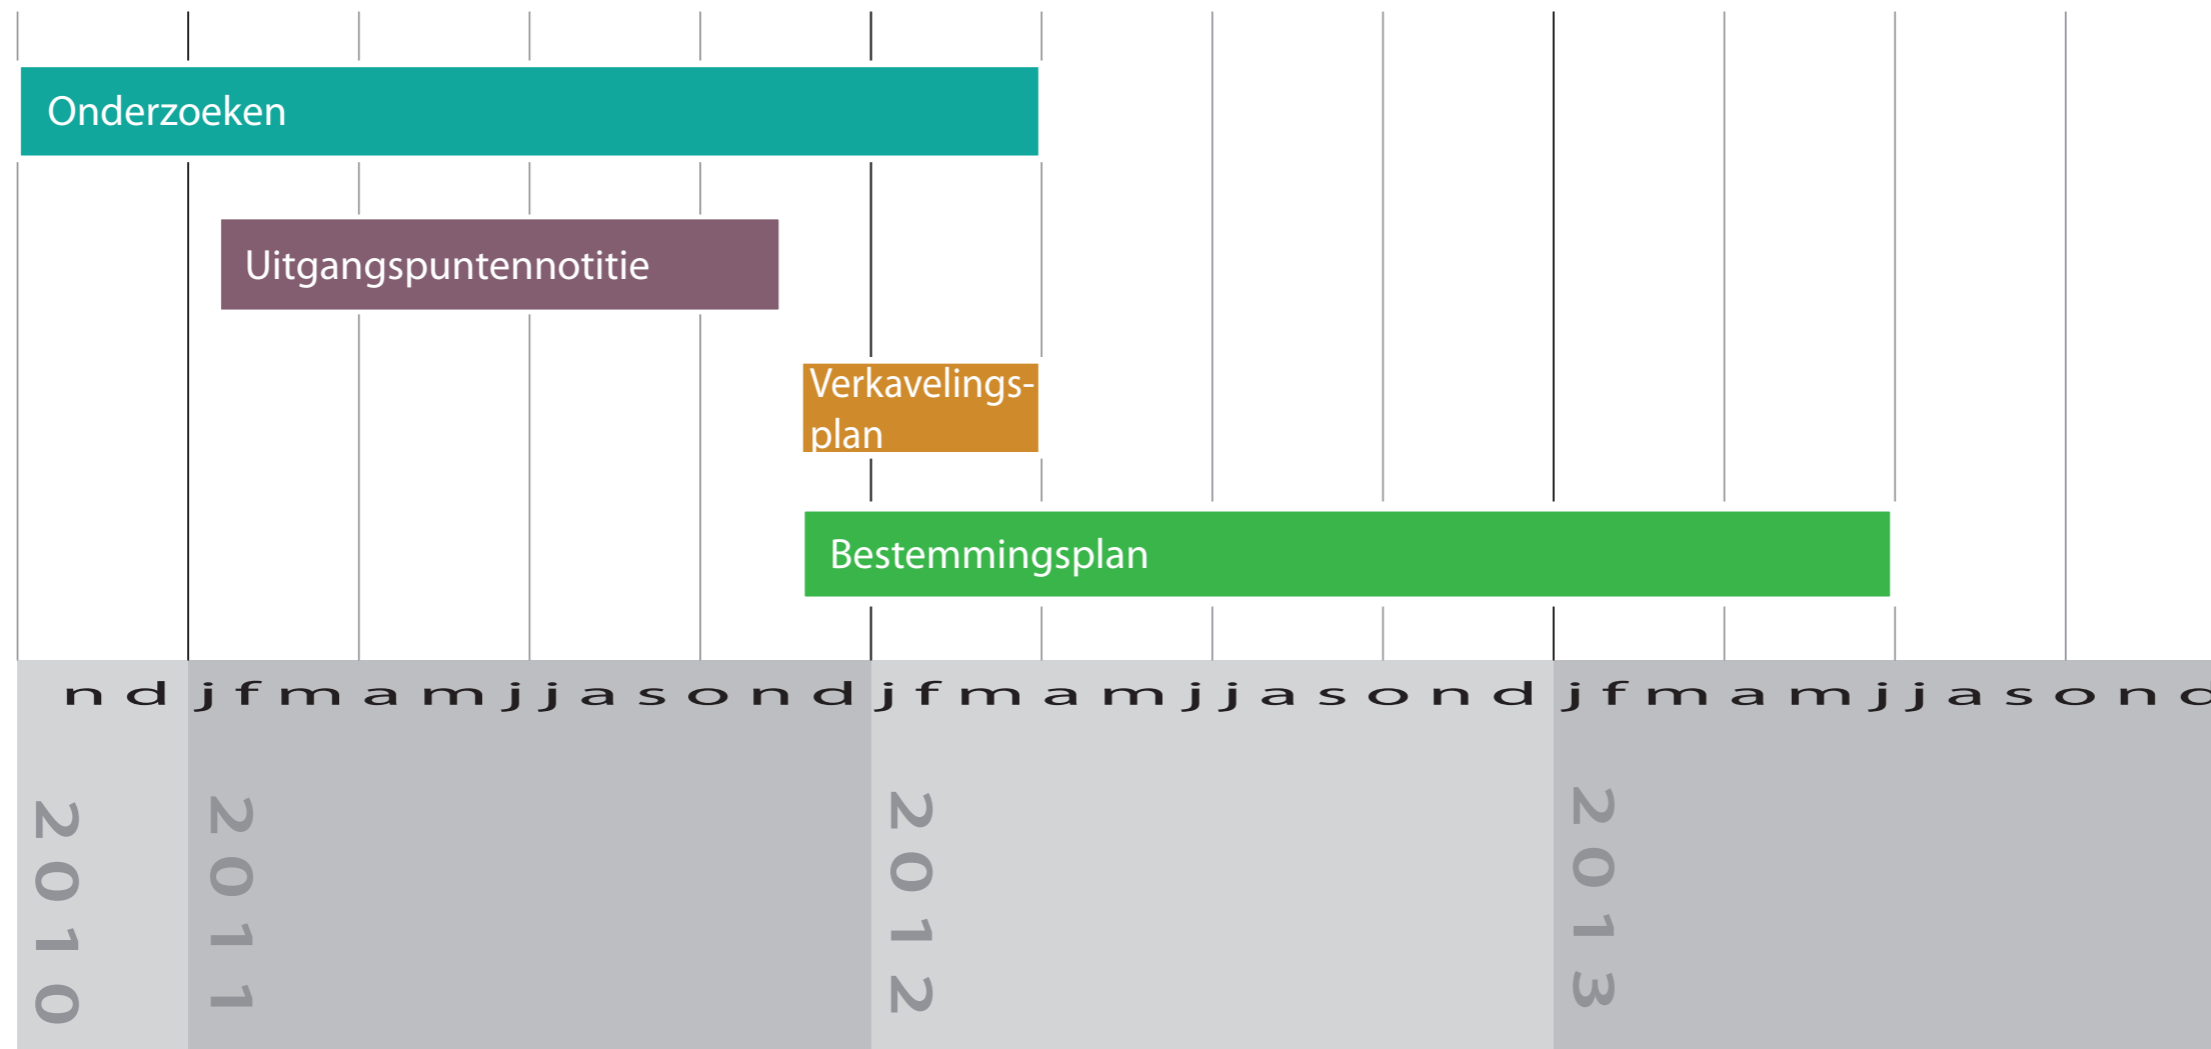 Onderzoeken
Uitgangspuntennotitie
Verkavelings-
plan
Bestemmingsplan
n d j f m a m j j a s o n d j f m a m j j a s o n d j f m a m j j a s o n d
2010 2011 2012 2013